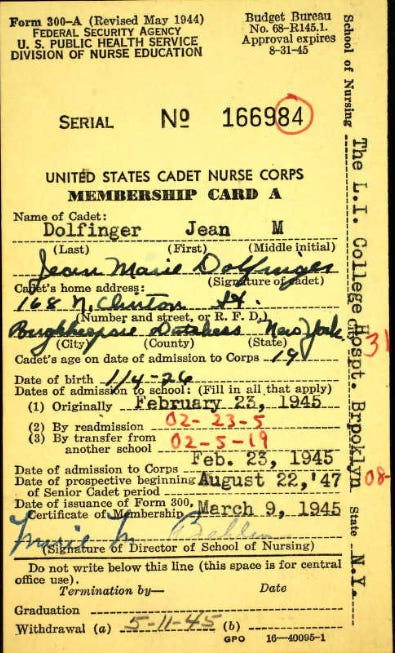 Form 300-A (Revised May 1944)
FEDERAL SECURITY AGENCY
U. S. PUBLIC HEALTH SERVICE
DIVISION OF NURSE EDUCATION
Budget Bureau
No. 68-R145.1.
Approval expires
8-31-45
SERIAL No 166984
UNITED STATES CADET NURSE CORPS
MEMBERSHIP CARD A
Name of Cadet:
Dolfinger Jean M
(Last) (First) (Middle initial)
Jean Marie Dolfinger
(Signature of cadet)
Cadet's home address:
168 N. Clinton St.
(Number and street, or R. F. D.)
Poughkeepsie Dutchess New York
(City) (County) (State)
Cadet's age on date of admission to Corps 19
Date of birth 1-4-26
Dates of admission to school: (Fill in all that apply)
(1) Originally February 23, 1945
(2) By readmission 02-23-5
(3) By transfer from
another school 02-5-19
Date of admission to Corps Feb. 23, 1945
Date of prospective beginning
of Senior Cadet period August 22,'47
Date of issuance of Form 300,
Certificate of Membership March 9, 1945
(Signature of Director of School of Nursing)
Do not write below this line (this space is for central
office use).
Termination by— Date
Graduation
Withdrawal (a) 5-11-45 (b)
GPO 16—40095-1
School of Nursing The L.I. College Hospt. Brpoklyn State N.Y.
31
08-